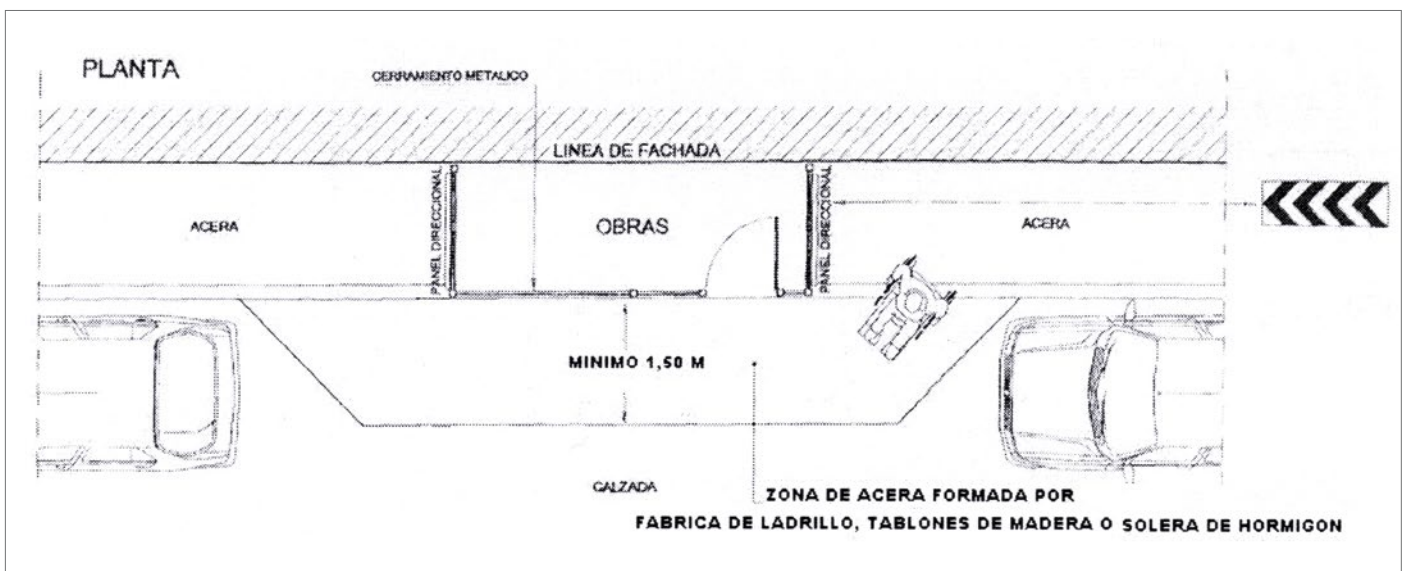 PLANTA
CERRAMIENTO METALICO
LINEA DE FACHADA
ACERA
PANEL DIRECCIONAL
OBRAS
PANEL DIRECCIONAL
ACERA
MINIMO 1,50 M
CALZADA
ZONA DE ACERA FORMADA POR
FABRICA DE LADRILLO, TABLONES DE MADERA O SOLERA DE HORMIGON